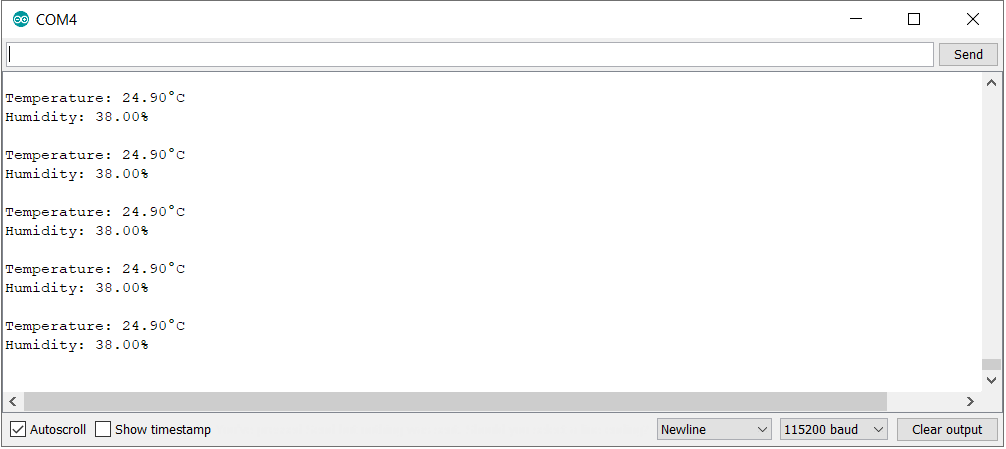 COM4
Send
Temperature: 24.90°C
Humidity: 38.00%
Temperature: 24.90°C
Humidity: 38.00%
Temperature: 24.90°C
Humidity: 38.00%
Temperature: 24.90°C
Humidity: 38.00%
Temperature: 24.90°C
Humidity: 38.00%
Autoscroll Show timestamp Newline 115200 baud Clear output